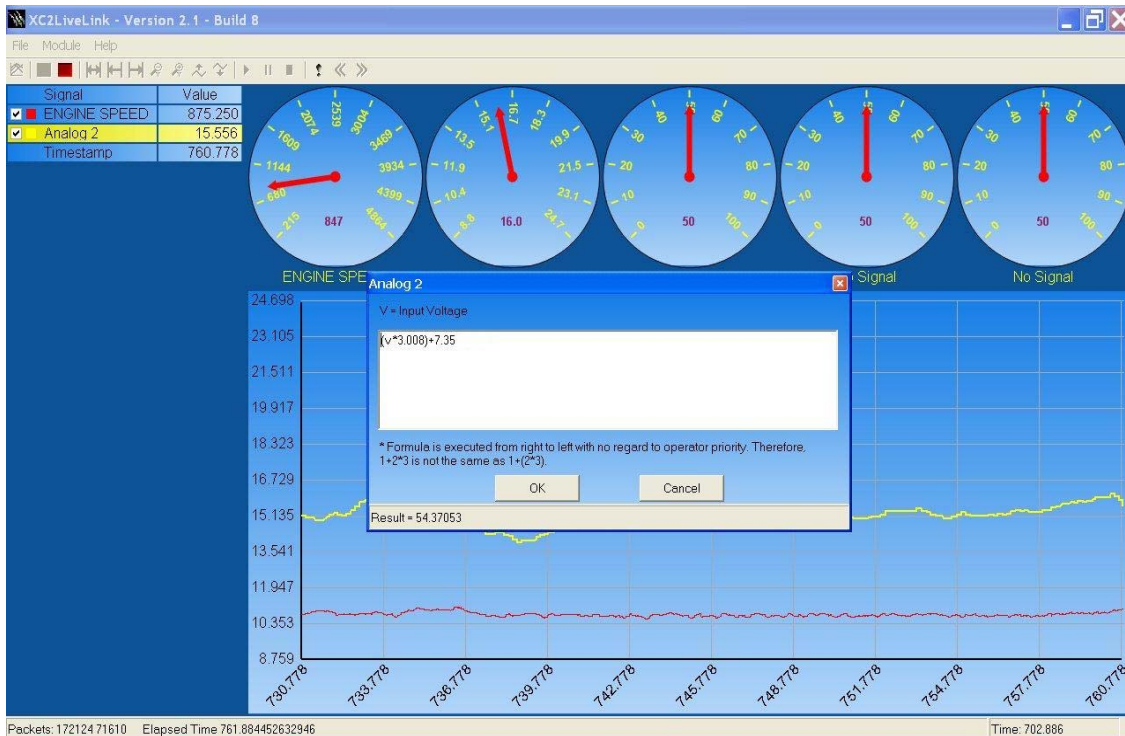 XC2LiveLink - Version 2.1 - Build 8
File Module Help
Signal Value
ENGINE SPEED 875.250
Analog 2 15.556
Timestamp 760.778
215 680 1144 1609 2074 2539 3004 3469 3934 4399 4864
847
8.8 10.4 11.9 13.5 15.1 16.7 18.3 19.9 21.5 23.1 24.7
16.0
0 10 20 30 40 50 60 70 80 90 100
50
0 10 20 30 40 50 60 70 80 90 100
50
0 10 20 30 40 50 60 70 80 90 100
50
ENGINE SPE
Signal
No Signal
Analog 2
V = Input Voltage
(v*3.008)+7.35
* Formula is executed from right to left with no regard to operator priority. Therefore,
1+2*3 is not the same as 1+(2*3).
OK Cancel
Result = 54.37053
24.698
23.105
21.511
19.917
18.323
16.729
15.135
13.541
11.947
10.353
8.759
730.778 733.778 736.778 739.778 742.778 745.778 748.778 751.778 754.778 757.778 760.778
Packets: 172124 71610 Elapsed Time 761.884452632946 Time: 702.886